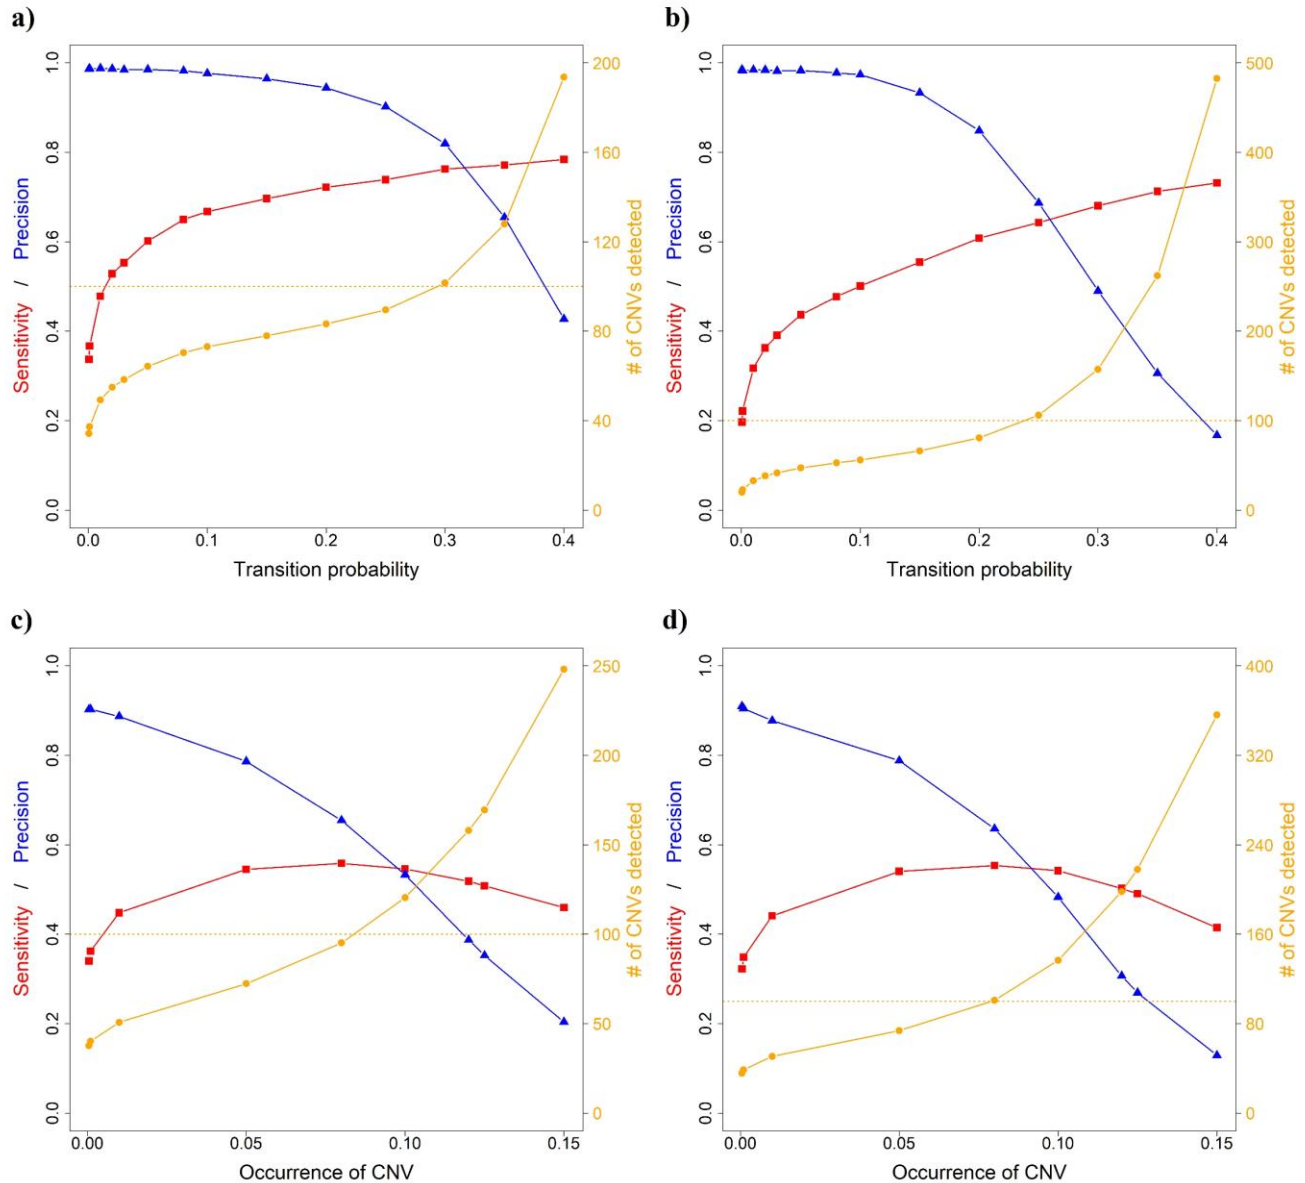 a)
1.0
0.8
0.6
0.4
0.2
0.0
Sensitivity / Precision
200
160
120
80
40
0
# of CNVs detected
0.0 0.1 0.2 0.3 0.4
Transition probability
b)
1.0
0.8
0.6
0.4
0.2
0.0
Sensitivity / Precision
500
400
300
200
100
0
# of CNVs detected
0.0 0.1 0.2 0.3 0.4
Transition probability
c)
1.0
0.8
0.6
0.4
0.2
0.0
Sensitivity / Precision
250
200
150
100
50
0
# of CNVs detected
0.00 0.05 0.10 0.15
Occurrence of CNV
d)
1.0
0.8
0.6
0.4
0.2
0.0
Sensitivity / Precision
400
320
240
160
80
0
# of CNVs detected
0.00 0.05 0.10 0.15
Occurrence of CNV